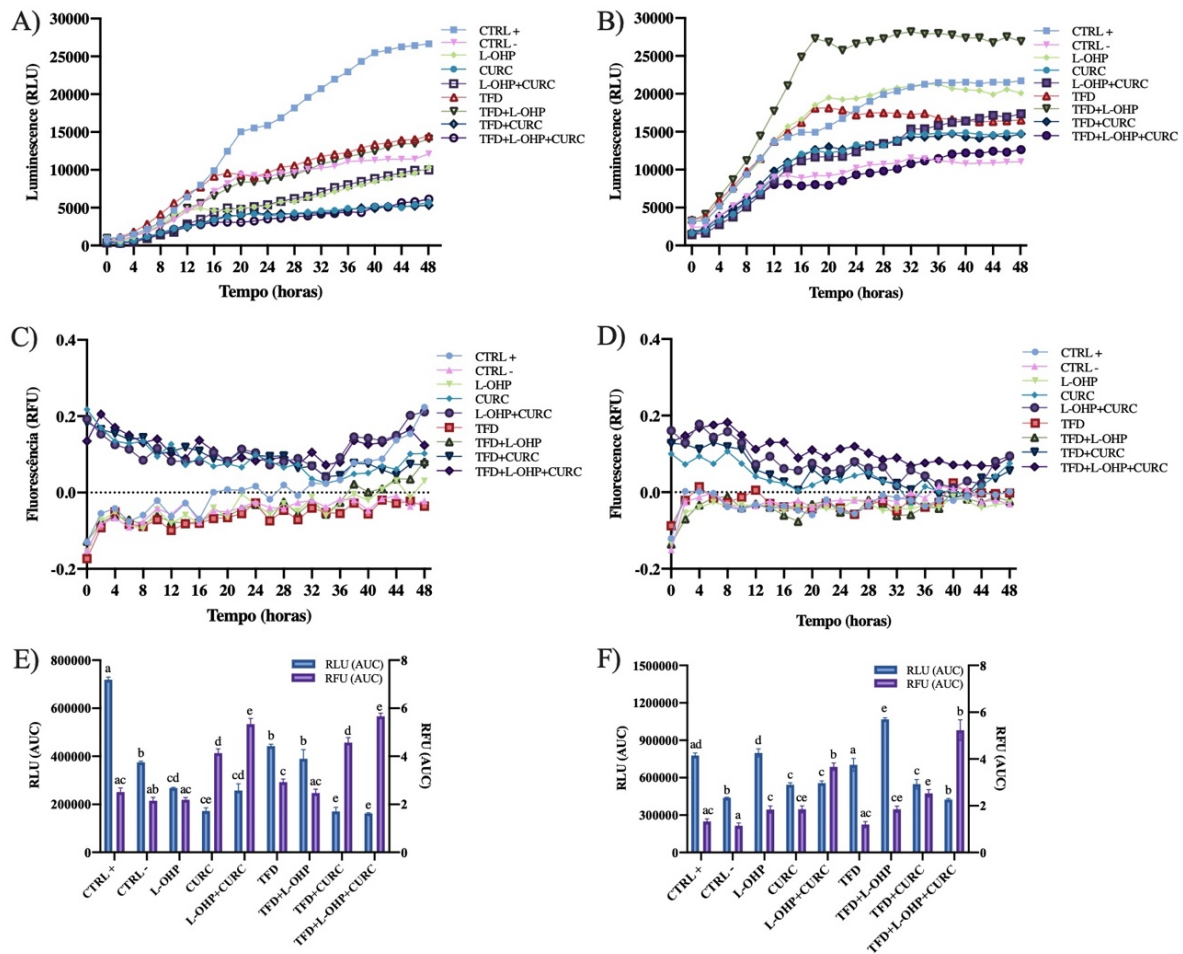 A)
30000
25000
20000
15000
10000
5000
0
Luminescence (RLU)
0 4 8 12 16 20 24 28 32 36 40 44 48
Tempo (horas)
CTRL +
CTRL -
L-OHP
CURC
L-OHP+CURC
TFD
TFD+L-OHP
TFD+CURC
TFD+L-OHP+CURC
B)
30000
25000
20000
15000
10000
5000
0
Luminescence (RLU)
0 4 8 12 16 20 24 28 32 36 40 44 48
Tempo (horas)
CTRL +
CTRL -
L-OHP
CURC
L-OHP+CURC
TFD
TFD+L-OHP
TFD+CURC
TFD+L-OHP+CURC
C)
0.4
0.2
0.0
-0.2
Fluorescência (RFU)
0 4 8 12 16 20 24 28 32 36 40 44 48
Tempo (horas)
CTRL +
CTRL -
L-OHP
CURC
L-OHP+CURC
TFD
TFD+L-OHP
TFD+CURC
TFD+L-OHP+CURC
D)
0.4
0.2
0.0
-0.2
Fluorescence (RFU)
0 4 8 12 16 20 24 28 32 36 40 44 48
Tempo (horas)
CTRL +
CTRL -
L-OHP
CURC
L-OHP+CURC
TFD
TFD+L-OHP
TFD+CURC
TFD+L-OHP+CURC
E)
800000
600000
400000
200000
0
RLU (AUC)
RLU (AUC)
RFU (AUC)
8
6
4
2
0
RFU (AUC)
a ac b ab cd ac ce d cd e b c b ac e d e e
CTRL +
CTRL -
L-OHP
CURC
L-OHP+CURC
TFD
TFD+L-OHP
TFD+CURC
TFD+L-OHP+CURC
F)
1500000
1200000
900000
600000
300000
0
RLU (AUC)
RLU (AUC)
RFU (AUC)
8
6
4
2
0
RFU (AUC)
ad ac b a d c c ce c b a ac e ce c e b b
CTRL +
CTRL -
L-OHP
CURC
L-OHP+CURC
TFD
TFD+L-OHP
TFD+CURC
TFD+L-OHP+CURC